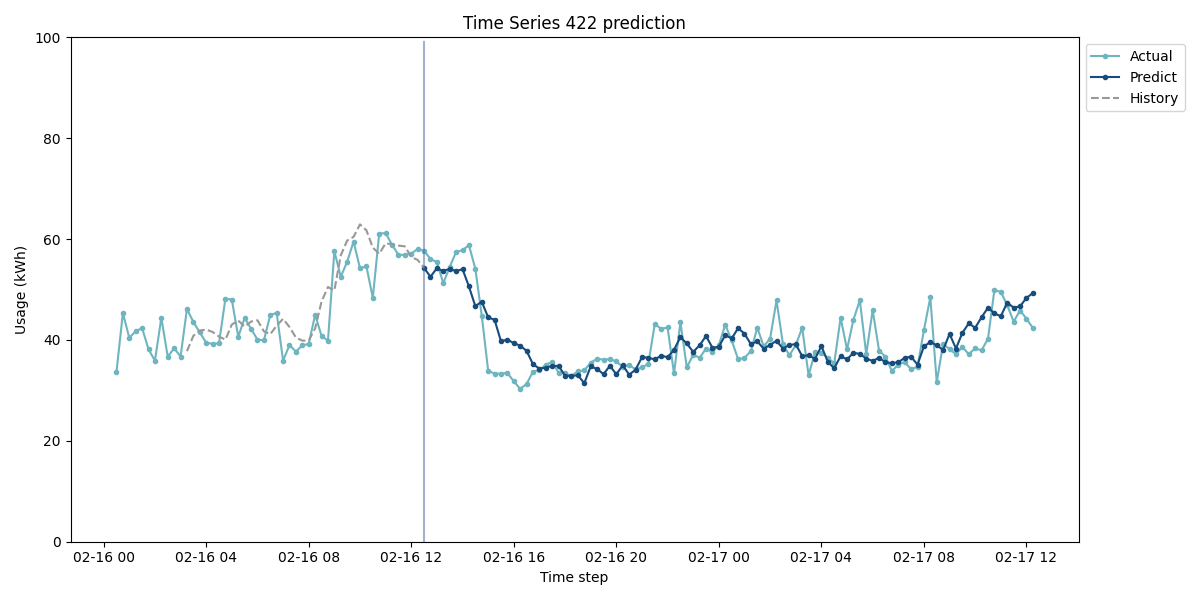 Time Series 422 prediction
Actual
Predict
History
Usage (kWh)
100
80
60
40
20
0
02-16 00 02-16 04 02-16 08 02-16 12 02-16 16 02-16 20 02-17 00 02-17 04 02-17 08 02-17 12
Time step